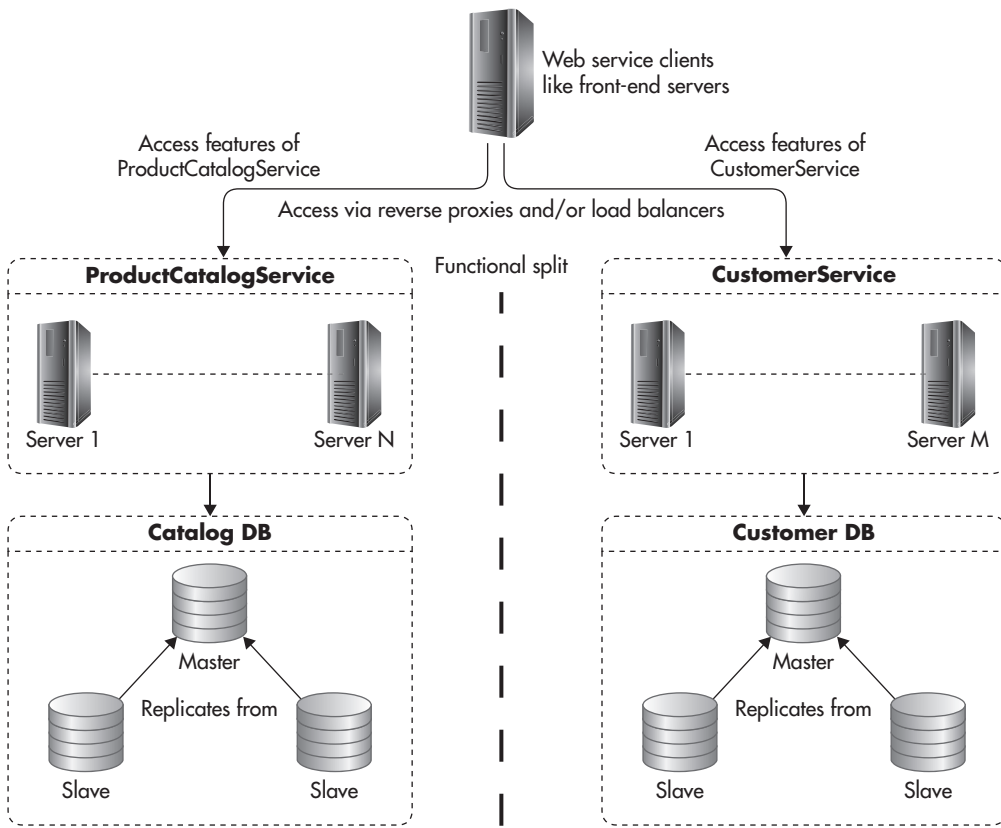 Web service clients
like front-end servers
Access features of
ProductCatalogService
Access features of
CustomerService
Access via reverse proxies and/or load balancers
ProductCatalogService
Server 1
Server N
Functional split
CustomerService
Server 1
Server M
Catalog DB
Master
Replicates from
Slave
Slave
Customer DB
Master
Replicates from
Slave
Slave